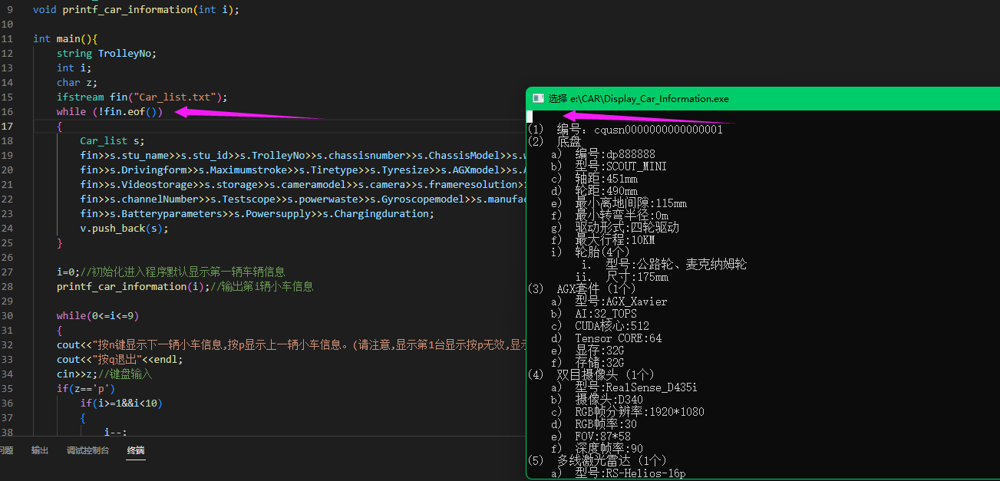 9 void printf_car_information(int i);
10
11 int main(){
12 string TrolleyNo;
13 int i;
14 char z;
15 ifstream fin("Car_list.txt");
16 while (!fin.eof())
17 {
18 Car_list s;
19 fin>>s.stu_name>>s.stu_id>>s.TrolleyNo>>s.chassisnumber>>s.ChassisModel>>s.w
20 fin>>s.Drivingform>>s.Maximumstroke>>s.Tiretype>>s.Tyresize>>s.AGXmodel>>s.A
21 fin>>s.Videostorage>>s.storage>>s.cameramodel>>s.camera>>s.frameresolution>
22 fin>>s.channelNumber>>s.Testscope>>s.powerwaste>>s.Gyroscopemodel>>s.manufac
23 fin>>s.Batteryparameters>>s.Powersupply>>s.Chargingduration;
24 v.push_back(s);
25 }
26
27 i=0;//初始化进入程序默认显示第一辆车辆信息
28 printf_car_information(i);//输出第i辆小车信息
29
30 while(0<=i<=9)
31 {
32 cout<<"按n键显示下一辆小车信息,按p显示上一辆小车信息。(请注意,显示第1台显示按p无效,显示
33 cout<<"按q退出"<<endl;
34 cin>>z;//键盘输入
35 if(z=='p')
36 if(i>=1&&i<10)
37 {
38 i--;
问题 输出 调试控制台 终端
选择 e:\CAR\Display_Car_Information.exe
(1) 编号：cqusn0000000000000001
(2) 底盘
a) 编号:dp888888
b) 型号:SCOUT_MINI
c) 轴距:451mm
d) 轮距:490mm
e) 最小离地间隙:115mm
f) 最小转弯半径:0m
g) 驱动形式:四轮驱动
f) 最大行程:10KM
i) 轮胎(4个)
i. 型号:公路轮、麦克纳姆轮
ii. 尺寸:175mm
(3) AGX套件（1个）
a) 型号:AGX_Xavier
b) AI:32_TOPS
c) CUDA核心:512
d) Tensor CORE:64
e) 显存:32G
f) 存储:32G
(4) 双目摄像头（1个）
a) 型号:RealSense_D435i
b) 摄像头:D340
c) RGB帧分辨率:1920*1080
d) RGB帧率:30
e) FOV:87*58
f) 深度帧率:90
(5) 多线激光雷达（1个）
a) 型号:RS-Helios-16p